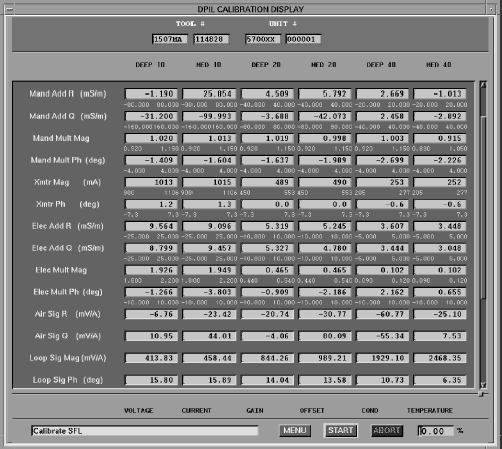 DPIL CALIBRATION DISPLAY
TOOL # UNIT #
1507MA 114828 5700XX 000001
DEEP 10 MED 10 DEEP 20 MED 20 DEEP 40 MED 40
Mand Add R (mS/m) -1.190 25.054 4.509 5.792 2.669 -1.013
-80.000 80.000 -80.000 80.000 -40.000 40.000 -40.000 40.000 -20.000 20.000 -20.000 20.000
Mand Add Q (mS/m) -31.200 -99.993 -3.688 -42.073 2.458 -2.892
-160.000 160.000 -160.000 160.000 -80.000 80.000 -80.000 80.000 -40.000 40.000 -40.000 40.000
Mand Mult Mag 1.020 1.013 1.019 0.998 1.003 0.915
0.920 1.150 0.920 1.150 0.920 1.150 0.920 1.150 0.920 1.150 0.830 1.050
Mand Mult Ph (deg) -1.409 -1.604 -1.637 -1.989 -2.699 -2.226
-4.000 4.000 -4.000 4.000 -4.000 4.000 -4.000 4.000 -4.000 4.000 -4.000 4.000
Xmtr Mag (mA) 1013 1015 489 490 253 252
900 1106 900 1106 450 553 450 553 205 277 205 277
Xmtr Ph (deg) 1.2 1.3 0.0 0.0 -0.6 -0.6
-7.3 7.3 -7.3 7.3 -7.3 7.3 -7.3 7.3 -7.3 7.3 -7.3 7.3
Elec Add R (mS/m) 9.564 9.096 5.319 5.245 3.607 3.448
-25.000 25.000 -25.000 25.000 -10.000 10.000 -10.000 10.000 -5.000 5.000 -5.000 5.000
Elec Add Q (mS/m) 8.799 9.457 5.327 4.780 3.444 3.048
-25.000 25.000 -25.000 25.000 -10.000 10.000 -10.000 10.000 -5.000 5.000 -5.000 5.000
Elec Mult Mag 1.926 1.949 0.465 0.465 0.102 0.102
1.800 2.200 1.800 2.200 0.440 0.540 0.440 0.540 0.090 0.120 0.090 0.120
Elec Mult Ph (deg) -1.266 -3.803 -0.909 -2.186 2.162 0.655
-10.000 10.000 -10.000 10.000 -10.000 10.000 -10.000 10.000 -10.000 10.000 -10.000 10.000
Air Sig R (mV/A) -6.76 -23.42 -20.74 -30.77 -60.77 -25.10
Air Sig Q (mV/A) 10.95 44.01 -4.06 80.09 -55.34 7.53
Loop Sig Mag (mV/A) 413.83 458.44 844.26 989.21 1929.10 2468.35
Loop Sig Ph (deg) 15.80 15.89 14.04 13.58 10.73 6.35
VOLTAGE CURRENT GAIN OFFSET COND TEMPERATURE
Calibrate SFL MENU START ABORT 0.00 %